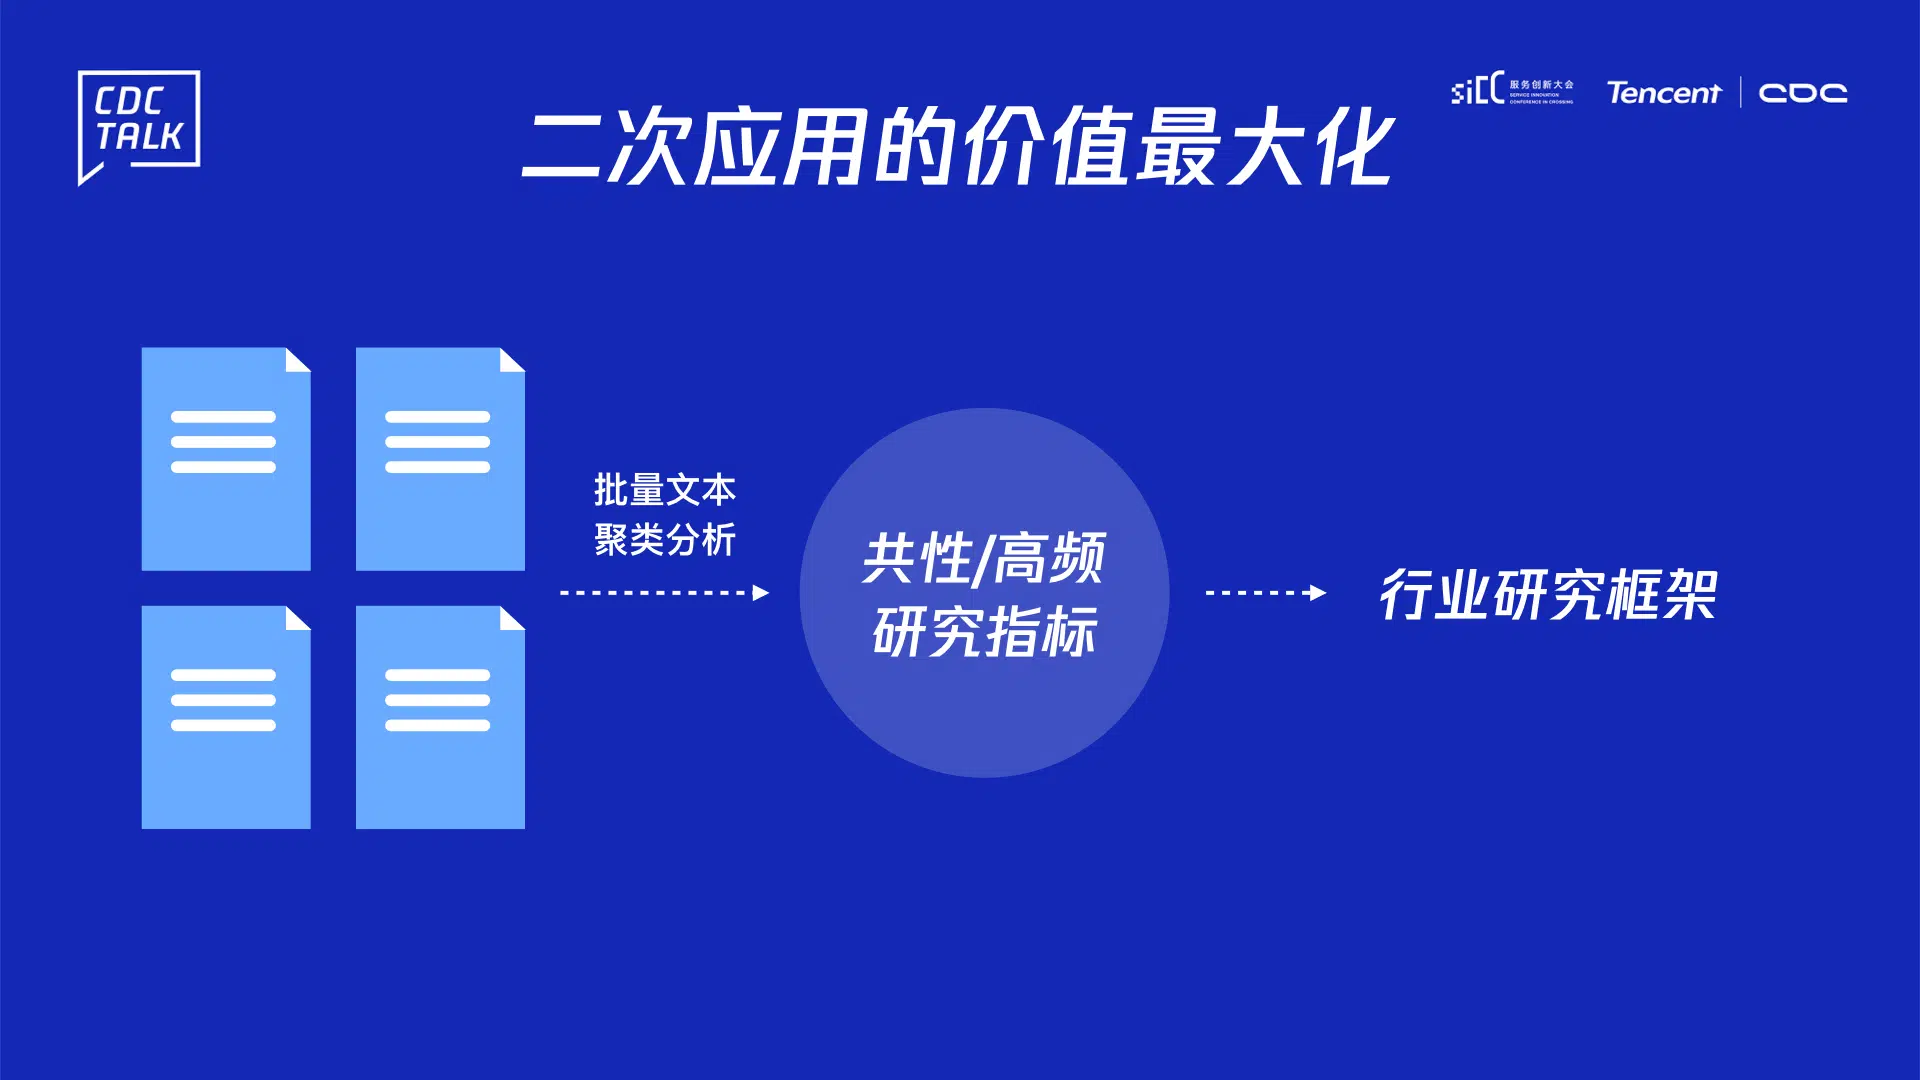 CDC
TALK
二次应用的价值最大化
SiCC
服务创新大会
SERVICE INNOVATION
CONFERENCE IN CROSSING
Tencent
CDC
批量文本
聚类分析
共性/高频
研究指标
行业研究框架